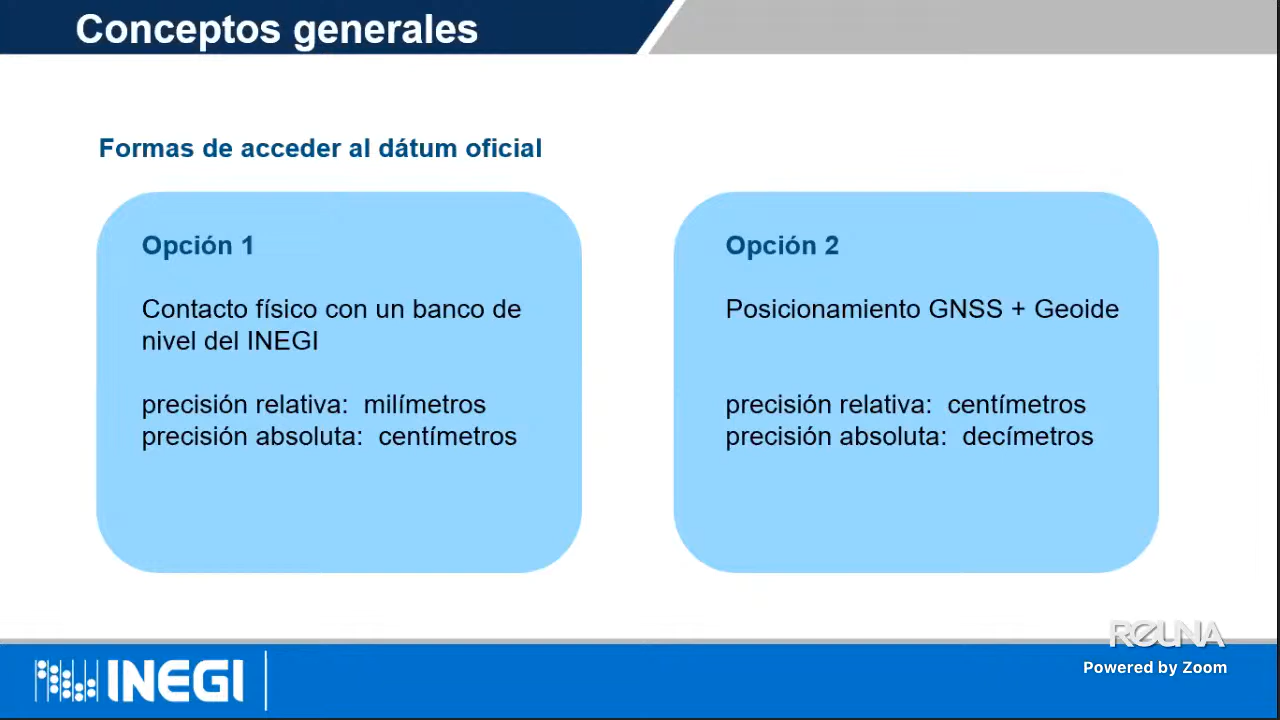 Conceptos generales
Formas de acceder al dátum oficial
Opción 1
Contacto físico con un banco de
nivel del INEGI
precisión relativa: milímetros
precisión absoluta: centímetros
Opción 2
Posicionamiento GNSS + Geoide
precisión relativa: centímetros
precisión absoluta: decímetros
REUNA
Powered by Zoom
INEGI